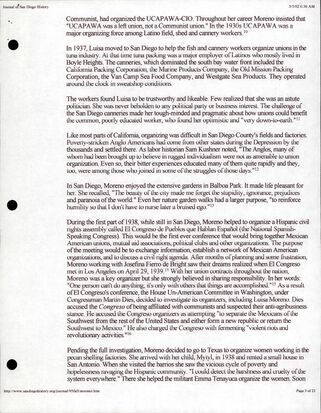 Journal of San Diego History
Communist, had organized the UCAPAWA-CIO. Throughout her career Moreno insisted that
"UCAPAWA was a left union, not a Communist union." In the 1930s UCAPAWA was a
major organizing force among Latino field, shed and cannery workers.
In 1937, Luisa moved to San Diego to help the fish and cannery workers organize unions in the
tuna industry. At that time tuna packing was a major employer of Latinos who mostly lived in
Boyle Heights. The canneries, which dominated the south bay water front included the
California Packing Corporation, the Marine Products Company, the Old Mission Packing
Corporation, the Van Camp Sea Food Company, and Westgate Sea Products. They operated
around the clock in sweatshop conditions.
The workers found Luisa to be trustworthy and likeable. Few realized that she was an astute
politician. She was never beholden to any political party or business interest. The challenge of
the San Diego canneries made her tough-minded and pragmatic about how unions could benefit
the common, poorly educated worker, who found her optimistic and "very down-to-earth."
Like most parts of California, organizing was difficult in San Diego County's fields and factories.
Poverty-stricken Anglo Americans had come from other states during the Depression by the
thousands and settled there. As labor historian Sam Kushner noted, "The Anglos, many of
whom had been brought up to believe in rugged individualism were not as amenable to union
organization. Even so, their bitter experiences educated many of them quite rapidly and they,
too, were among those who joined in some of the struggles of those days."
In San Diego, Moreno enjoyed the extensive gardens in Balboa Park. It made life pleasant for
her. She recalled, "The beauty of the city made me forget the stupidity, ignorance, prejudices
and paranoia of the world." Even her nature garden walks had a larger purpose, "to reinforce
humility so that I don't have to nurse later a bruised ego."
During the first part of 1938, while still in San Diego, Moreno helped to organize a Hispanic civil
rights assembly called El Congreso de Pueblos que Hablan Español (the National Spanish-
Speaking Congress). This would be the first ever conference that would bring together Mexican
American unions, mutual aid associations, political clubs and other organizations. The purpose
of the meeting would be to exchange information, establish a network of Mexican American
organizations, and to discuss a civil right agenda. After months of planning and some frustration,
Moreno working with Josefina Fierro de Bright saw their dreams realized when El Congreso
met in Los Angeles on April 29, 1939. With her union contracts throughout the nation,
Moreno was a key organizer but she strongly believed in sharing responsibility. In her words:
"One person can't do anything; it's only with others that things are accomplished." As a result
of El Congreso's conference, the House Un-American Committee in Washington, under
Congressman Martin Dies, decided to investigate its organizers, including Luisa Moreno. Dies
accused the Congreso of being affiliated with communists and suspected their anti-agribusiness
stance. He accused the Congreso organizers as attempting "to separate the Mexicans of the
Southwest from the rest of the United States and either form a new republic or return the
Southwest to Mexico." He also charged the Congreso with fermenting "violent riots and
revolutionary activities."
Pending the full investigation, Moreno decided to go to Texas to organize women working in the
pecan shelling factories. She arrived with her child, Mytyl, in 1938 and rented a small house in
San Antonio. When she visited the barrios she saw the vicious cycle of poverty and
hopelessness ravaging the Hispanic community. "I could detect the harshness and cruelty of the
system everywhere." There she helped the militant Emma Tenayuca organize the women. Soon